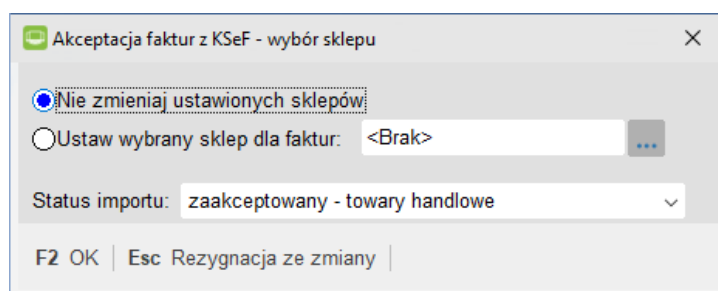 Akceptacja faktur z KSeF - wybór sklepu
Nie zmieniaj ustawionych sklepów
Ustaw wybrany sklep dla faktur: <Brak> ...
Status importu: zaakceptowany - towary handlowe
F2 OK | Esc Rezygnacja ze zmiany |